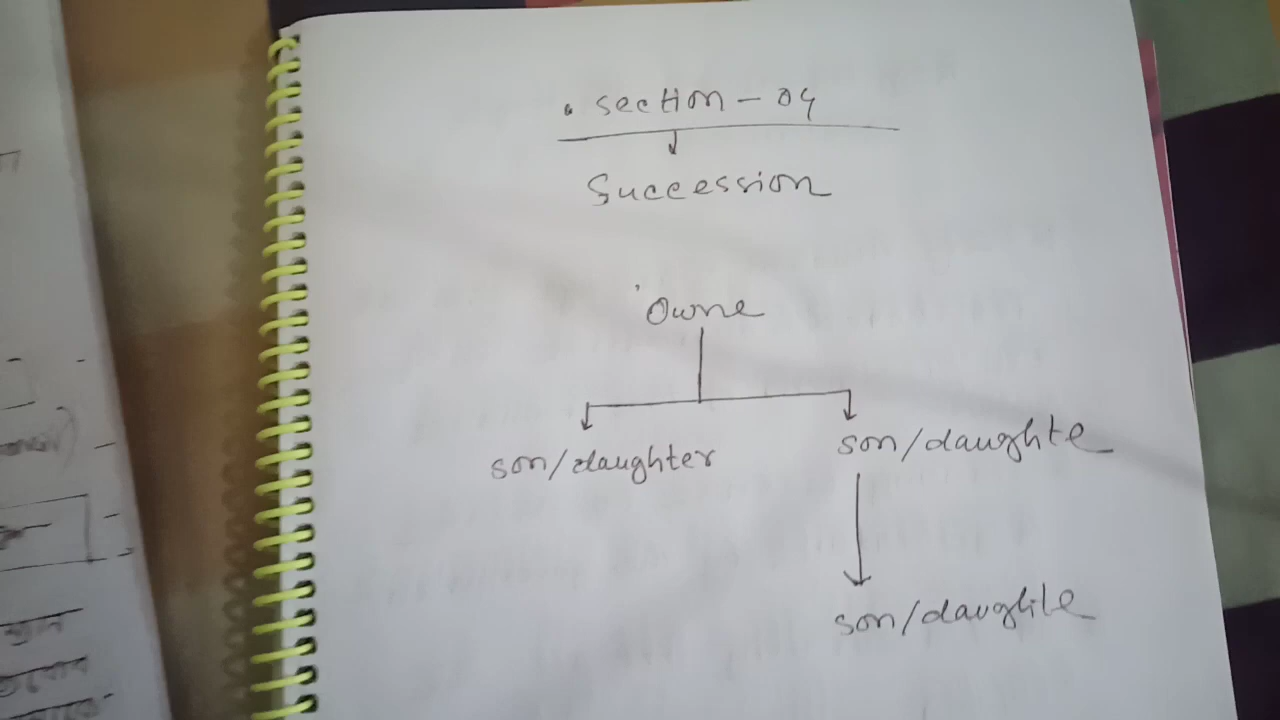 . section - 04
Succession
Owne
son/daughter
son/daughte
son/daughte